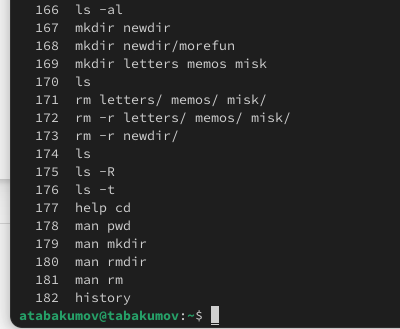 166 ls -al
167 mkdir newdir
168 mkdir newdir/morefun
169 mkdir letters memos misk
170 ls
171 rm letters/ memos/ misk/
172 rm -r letters/ memos/ misk/
173 rm -r newdir/
174 ls
175 ls -R
176 ls -t
177 help cd
178 man pwd
179 man mkdir
180 man rmdir
181 man rm
182 history
atabakumov@tabakumov:~$